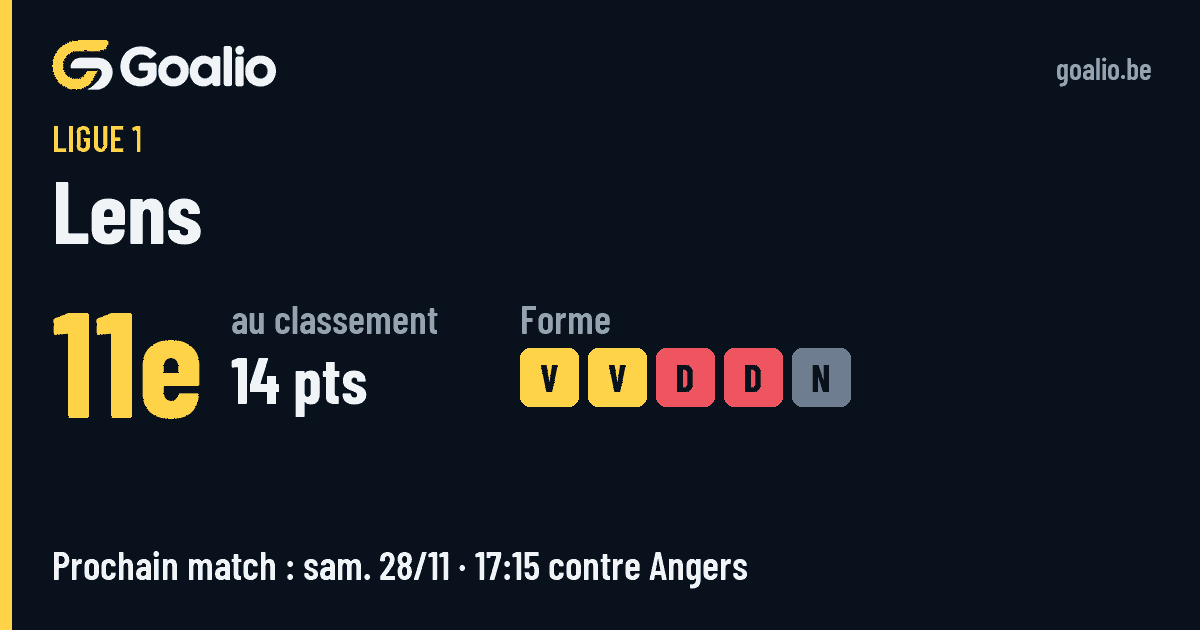 Goalio
goalio.be
LIGUE 1
Lens
11e
au classement
14 pts
Forme
V V D D N
Prochain match : sam. 28/11 · 17:15 contre Angers